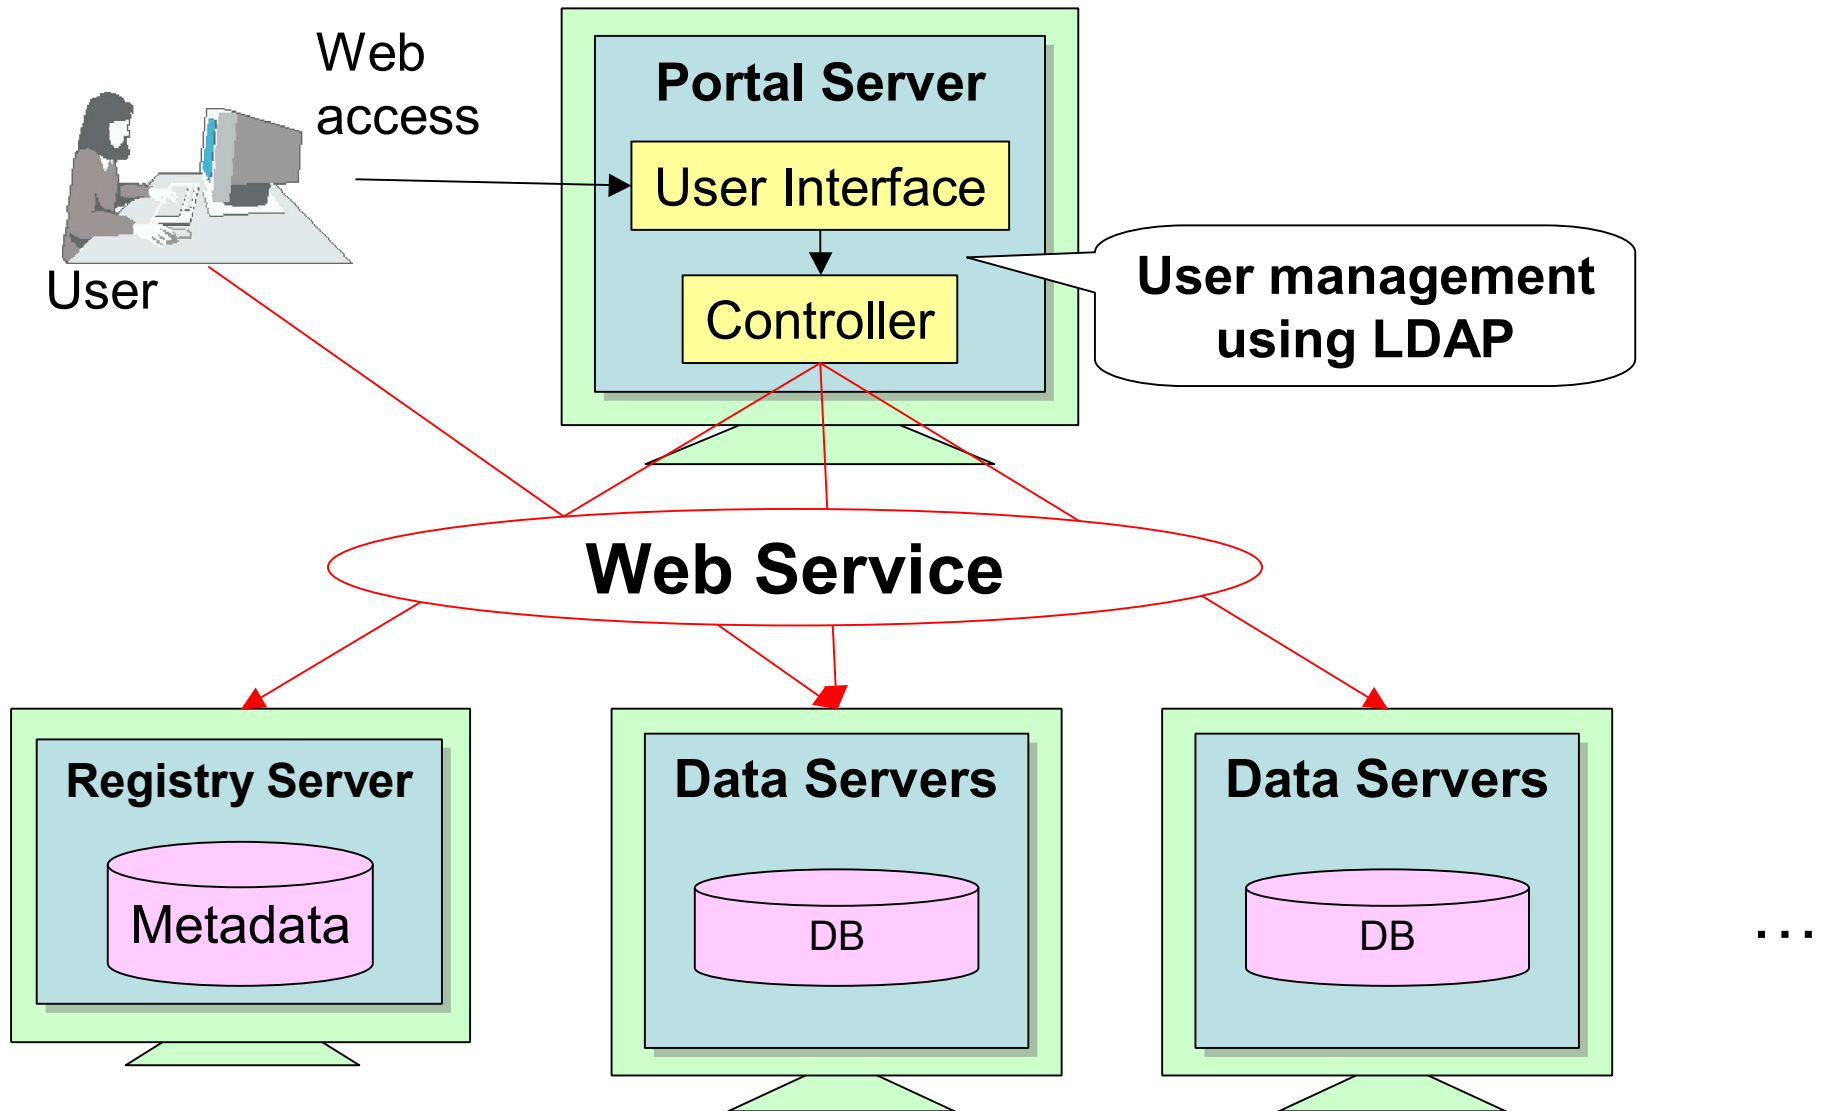 Web
access
Portal Server
User Interface
User
Controller
User management
using LDAP
Web Service
Registry Server
Metadata
Data Servers
DB
Data Servers
DB
...